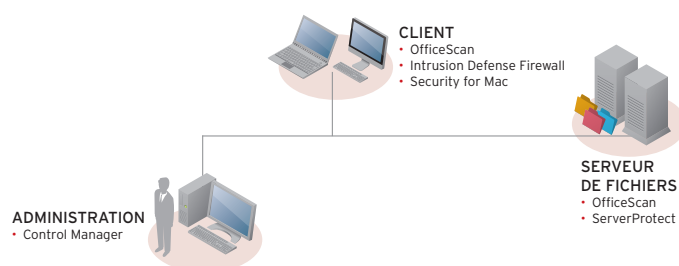 CLIENT
• OfficeScan
• Intrusion Defense Firewall
• Security for Mac
SERVEUR
DE FICHIERS
• OfficeScan
• ServerProtect
ADMINISTRATION
• Control Manager